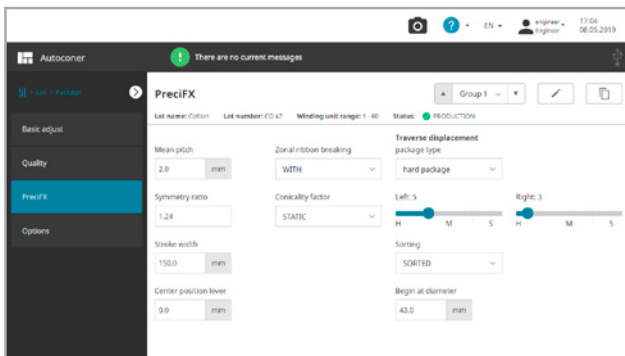 ? EN engineer Engineer 17:04 08.05.2019
Autoconer ! There are no current messages
Lot > Package
PreciFX Group 1
Lot name: Cotton Lot number: CO 47 Winding unit range: 1 - 60 Status: PRODUCTION
Basic adjust
Quality
PreciFX
Options
Mean pitch
2.0 mm
Zonal ribbon breaking
WITH
Traverse displacement
package type
hard package
Symmetry ratio
1.24
Conicality factor
STATIC
Left: 5
H M S
Right: 3
H M S
Stroke width
150.0 mm
Sorting
SORTED
Center position lever
0.0 mm
Begin at diameter
43.0 mm